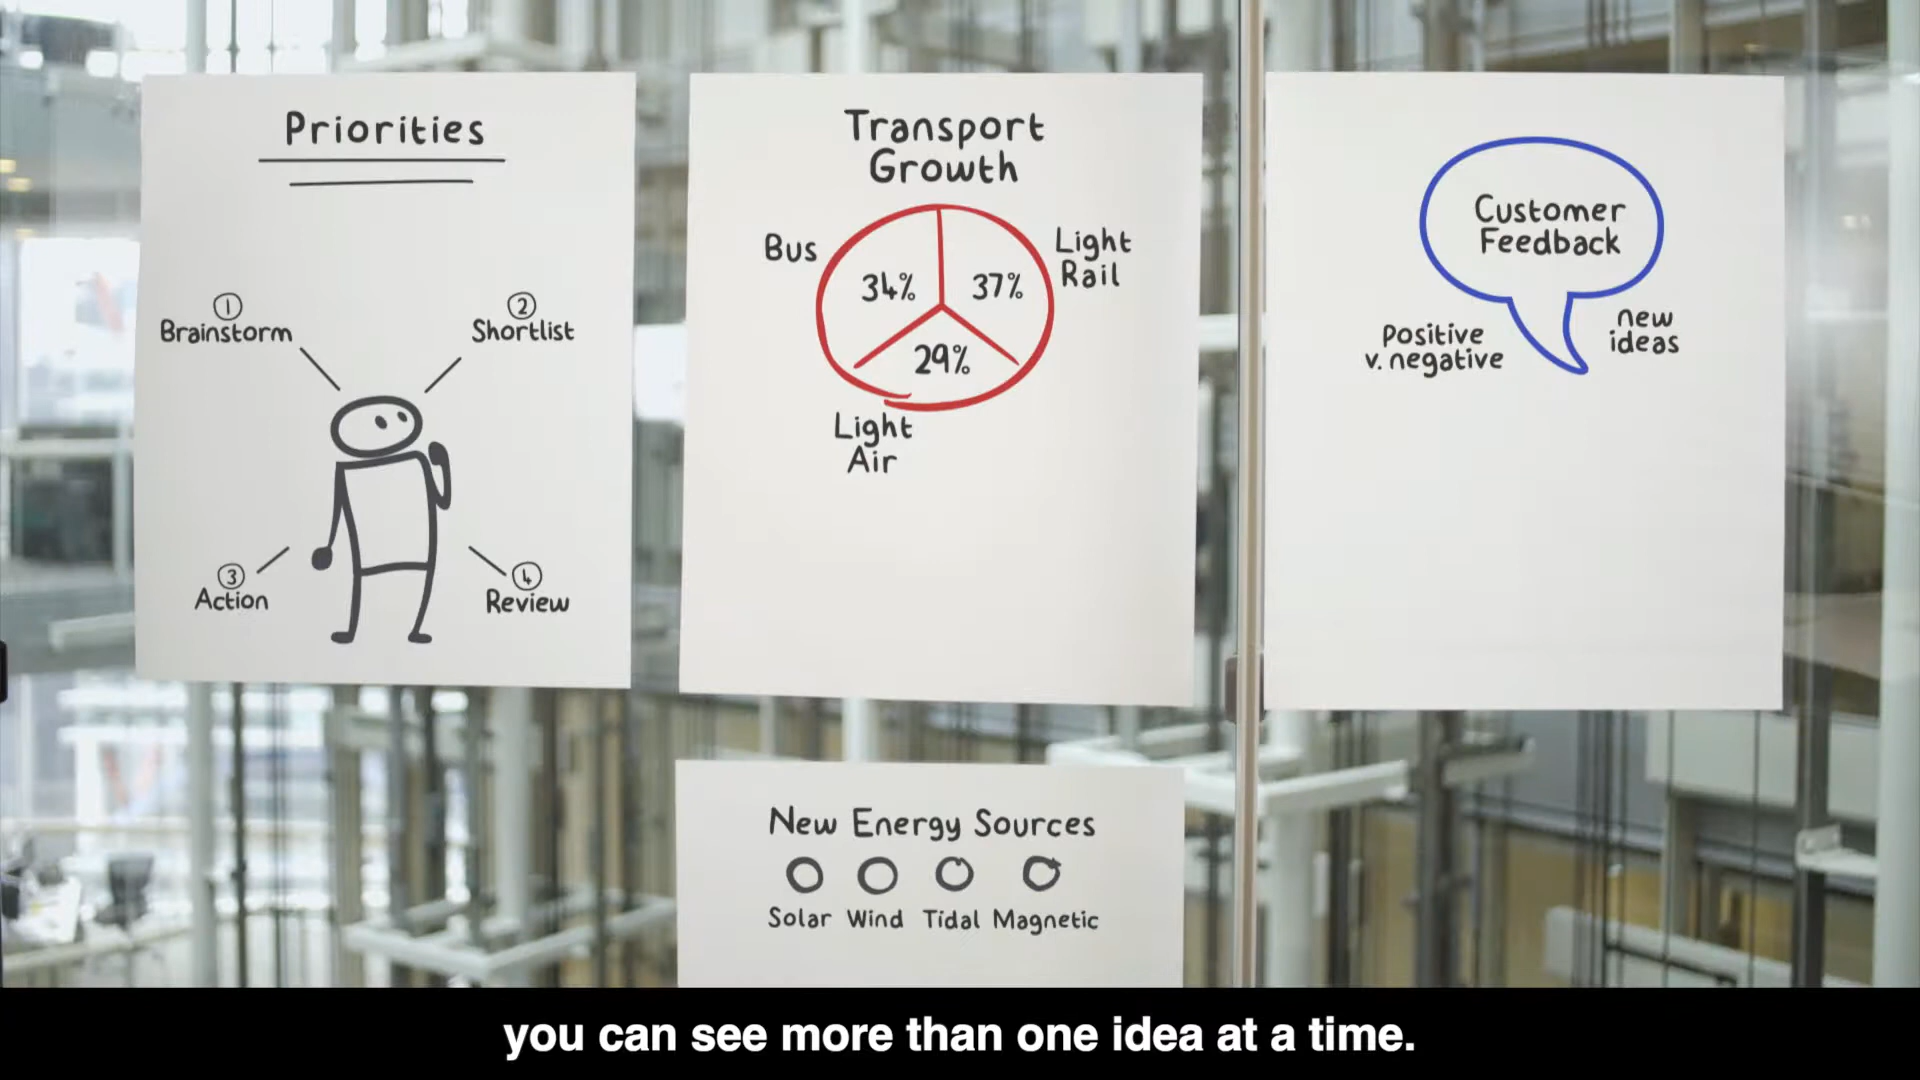 Priorities
① Brainstorm
② Shortlist
③ Action
④ Review
Transport
Growth
Bus
34%
37%
Light
Rail
29%
Light
Air
Customer
Feedback
Positive
v. negative
new
ideas
New Energy Sources
Solar Wind Tidal Magnetic
you can see more than one idea at a time.